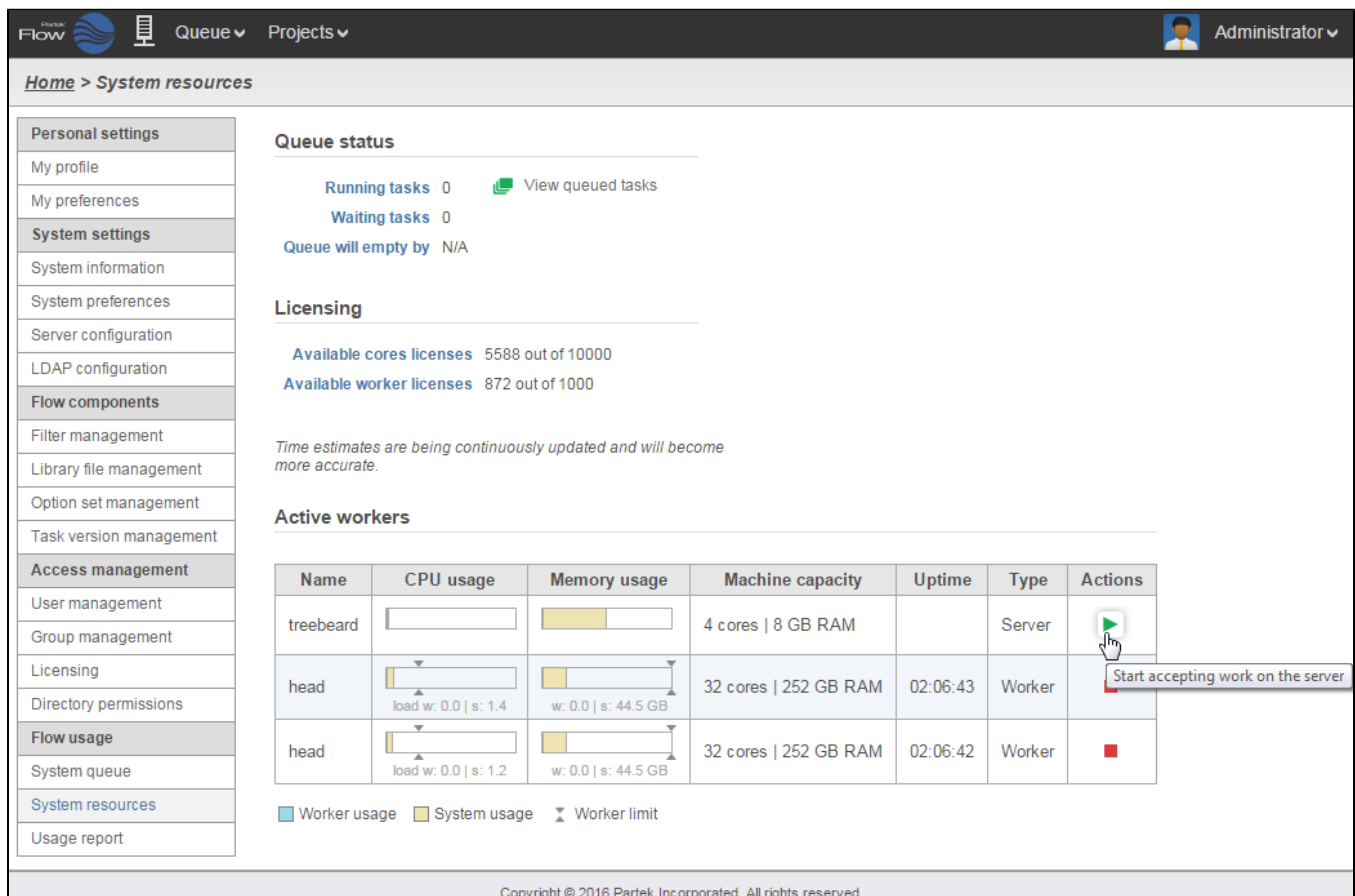 Partek
Flow
Queue
Projects
Administrator
Home > System resources
Personal settings
My profile
My preferences
System settings
System information
System preferences
Server configuration
LDAP configuration
Flow components
Filter management
Library file management
Option set management
Task version management
Access management
User management
Group management
Licensing
Directory permissions
Flow usage
System queue
System resources
Usage report
Queue status
Running tasks 0 View queued tasks
Waiting tasks 0
Queue will empty by N/A
Licensing
Available cores licenses 5588 out of 10000
Available worker licenses 872 out of 1000
Time estimates are being continuously updated and will become
more accurate.
Active workers
Name CPU usage Memory usage Machine capacity Uptime Type Actions
treebeard 4 cores | 8 GB RAM Server
Start accepting work on the server
head load w: 0.0 | s: 1.4 w: 0.0 | s: 44.5 GB 32 cores | 252 GB RAM 02:06:43 Worker
head load w: 0.0 | s: 1.2 w: 0.0 | s: 44.5 GB 32 cores | 252 GB RAM 02:06:42 Worker
Worker usage System usage Worker limit
Copyright © 2016 Partek Incorporated. All rights reserved.